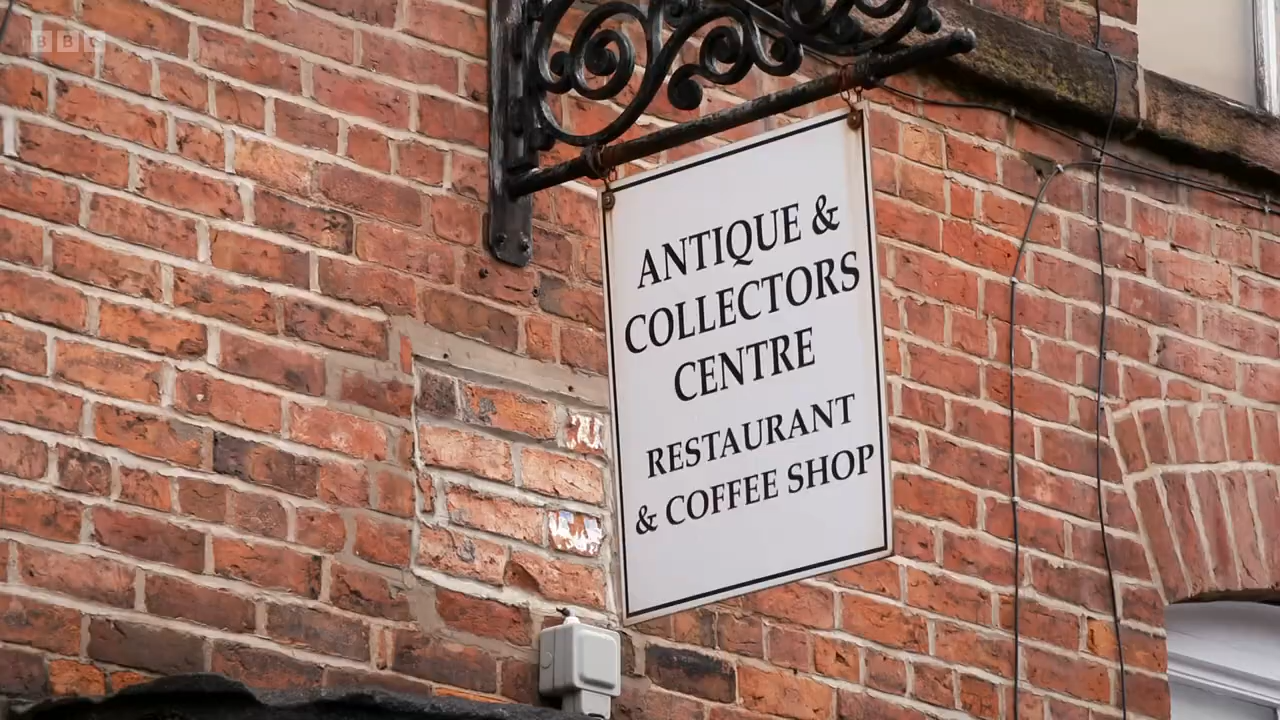 BBC
ANTIQUE &
COLLECTORS
CENTRE
RESTAURANT
& COFFEE SHOP